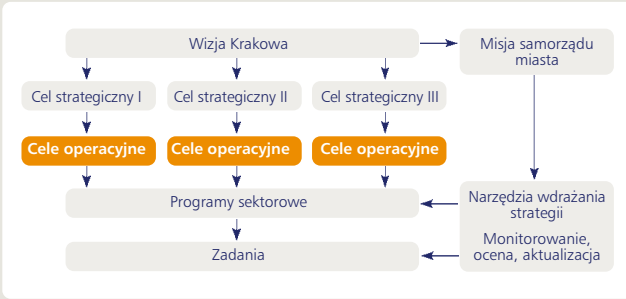 Wizja Krakowa
Misja samorządu
miasta
Cel strategiczny I
Cel strategiczny II
Cel strategiczny III
Cele operacyjne
Cele operacyjne
Cele operacyjne
Programy sektorowe
Narzędzia wdrażania
strategii
Zadania
Monitorowanie,
ocena, aktualizacja